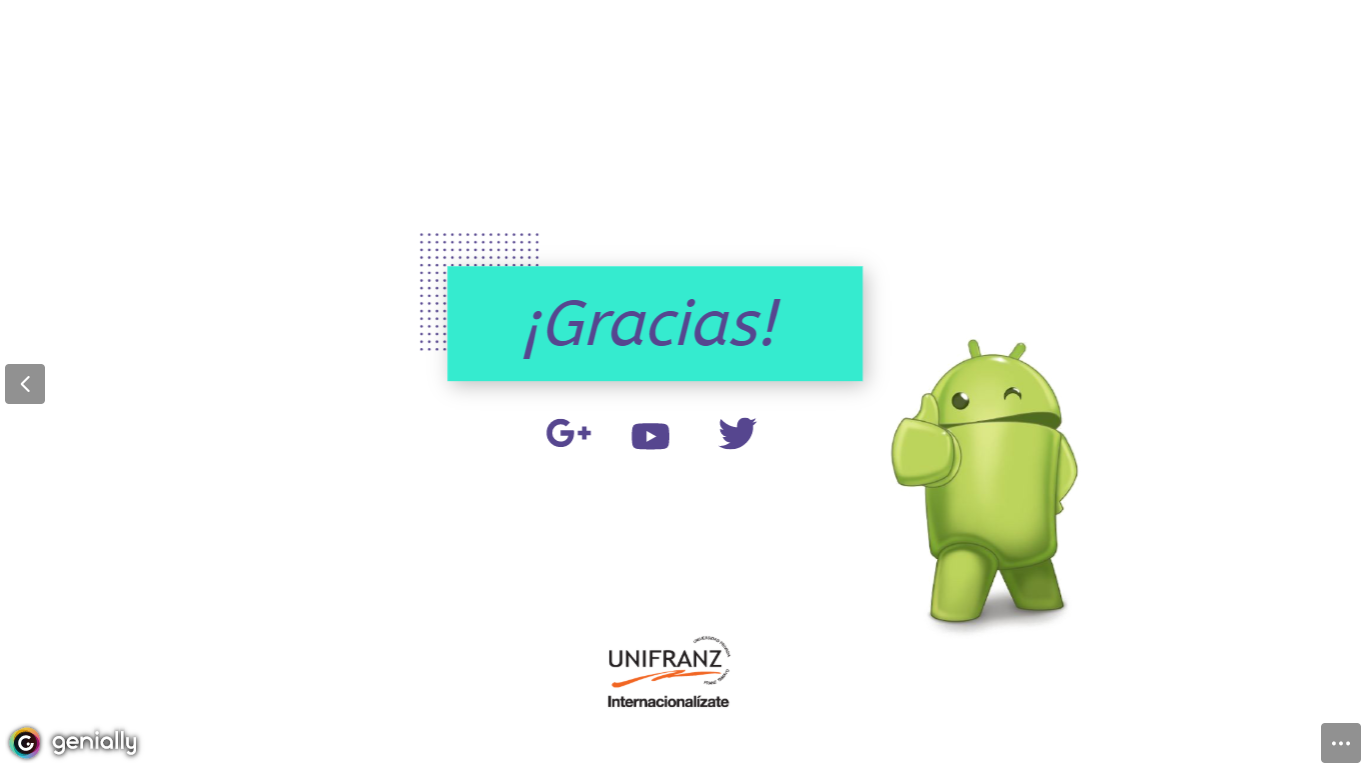 ¡Gracias!
G+
UNIFRANZ
Internacionalízate
genially